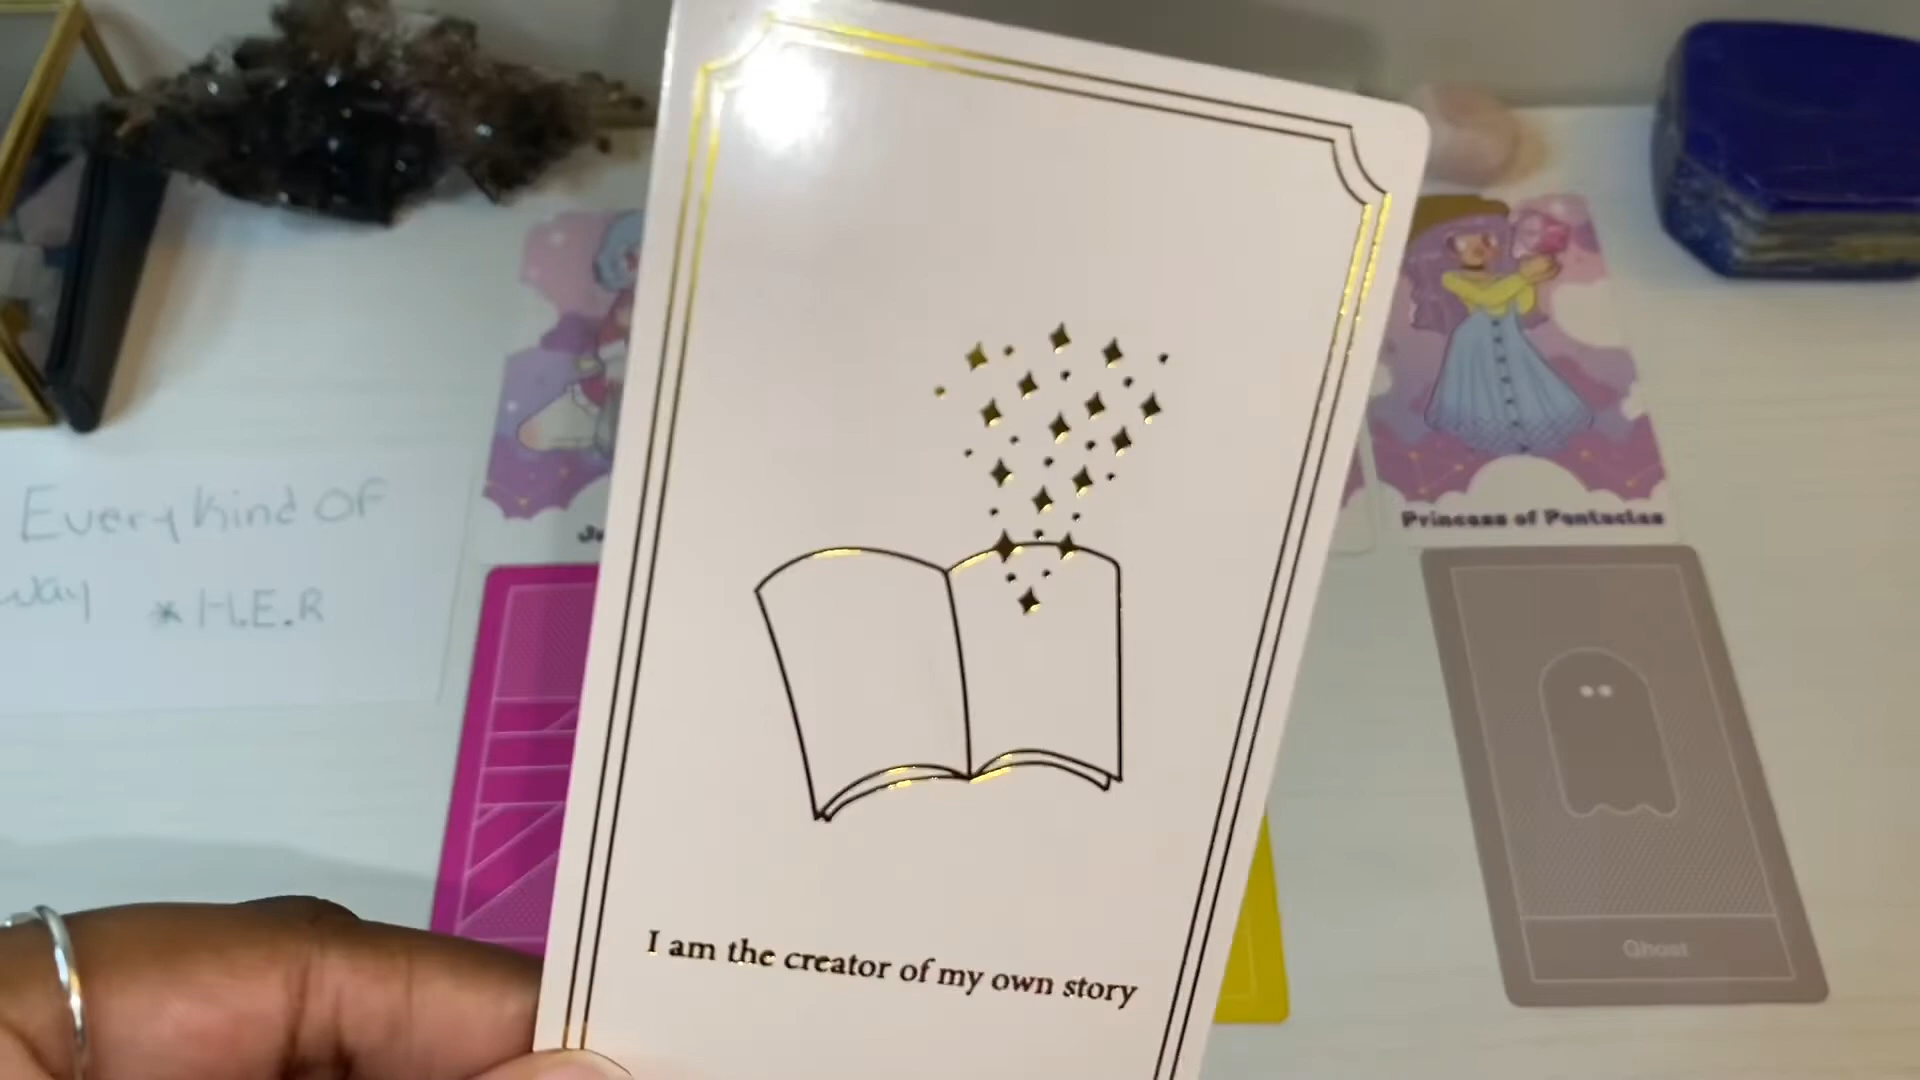 Every kind OF
way * H.E.R
Princess of Pentacles
Ghost
I am the creator of my own story